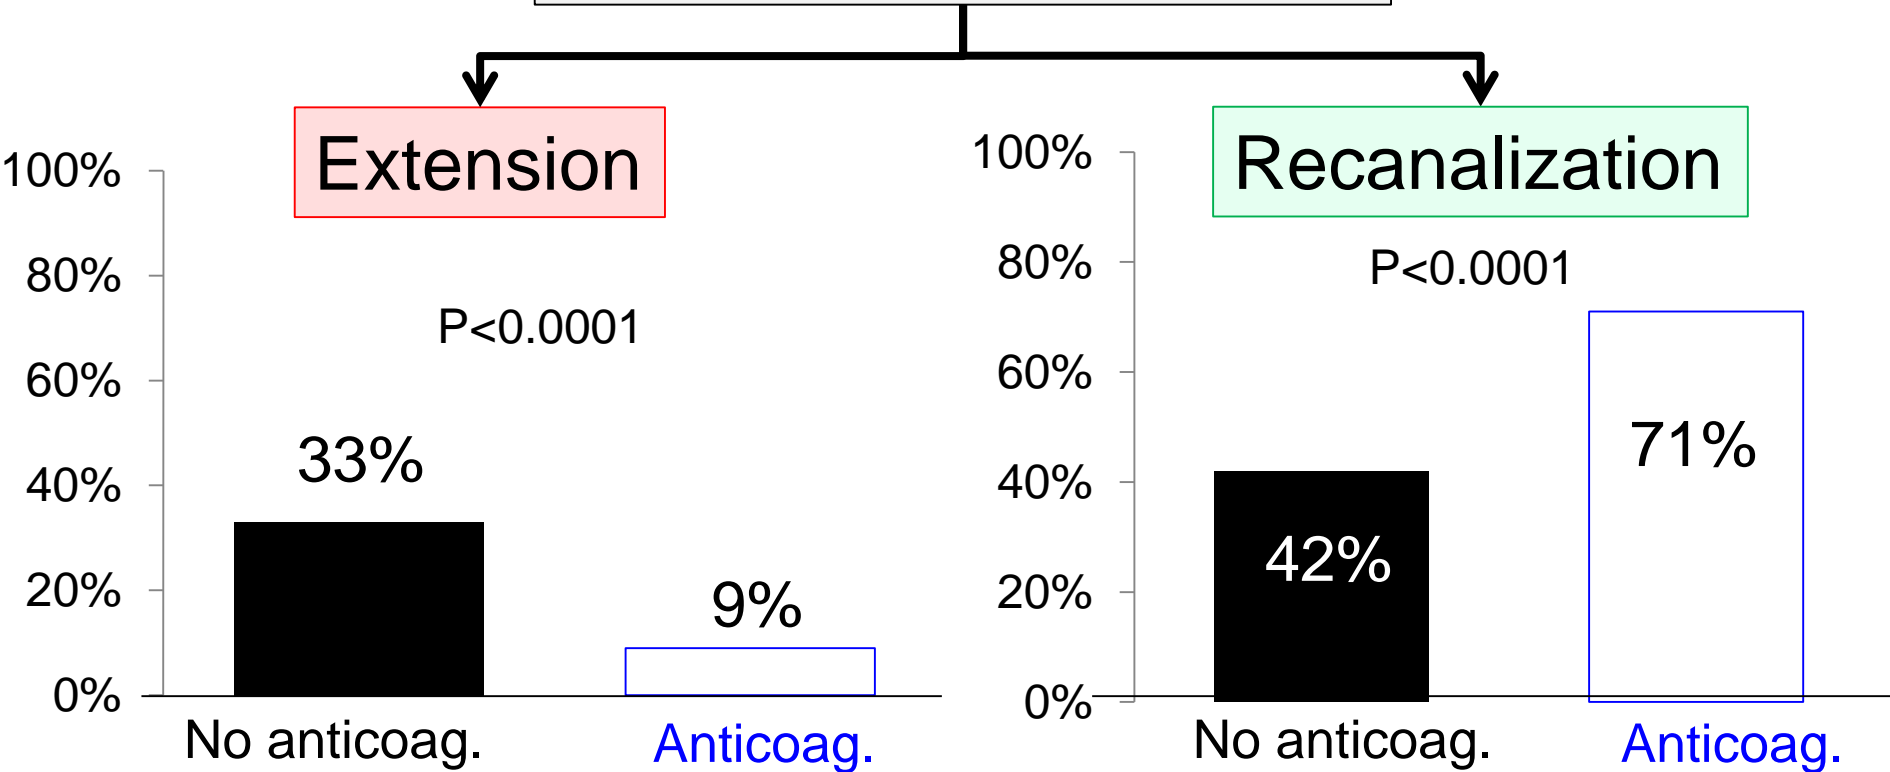 Extension
100%
80%
60%
40%
20%
0%
P<0.0001
33%
9%
No anticoag.
Anticoag.
Recanalization
100%
80%
60%
40%
20%
0%
P<0.0001
42%
71%
No anticoag.
Anticoag.